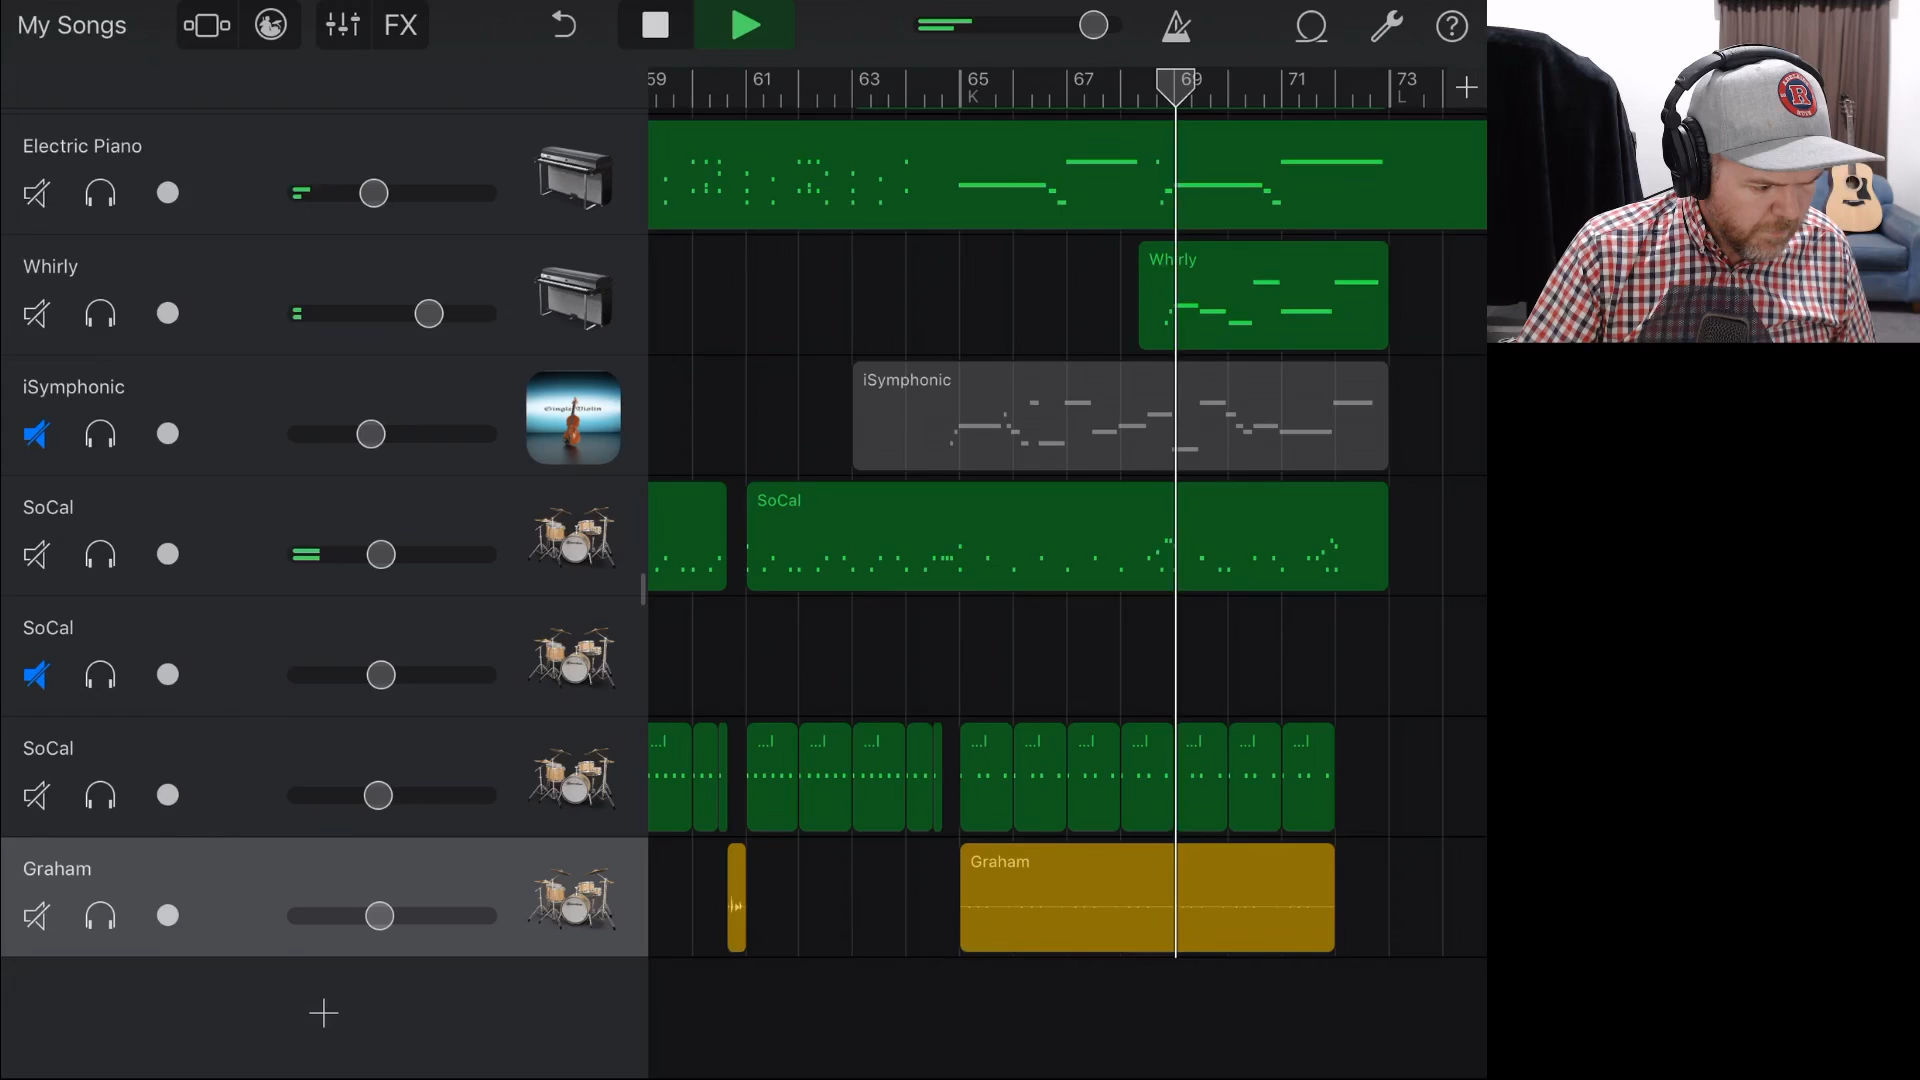 My Songs
FX
59
61
63
65
67
69
71
73
K
L
Electric Piano
Whirly
Whirly
iSymphonic
iSymphonic
SoCal
SoCal
SoCal
SoCal
...l
...l
...l
...l
...l
...l
...l
...l
...l
...l
...l
Graham
Graham
R